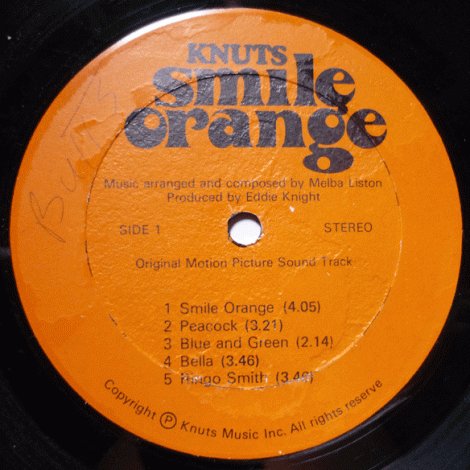 KNUTS
smile
orange
Music arranged and composed by Melba Liston
Produced by Eddie Knight
SIDE 1
STEREO
Original Motion Picture Sound Track
1 Smile Orange (4.05)
2 Peacock (3.21)
3 Blue and Green (2.14)
4 Bella (3.46)
5 Ringo Smith (3.46)
Copyright Ⓟ Knuts Music Inc. All rights reserve